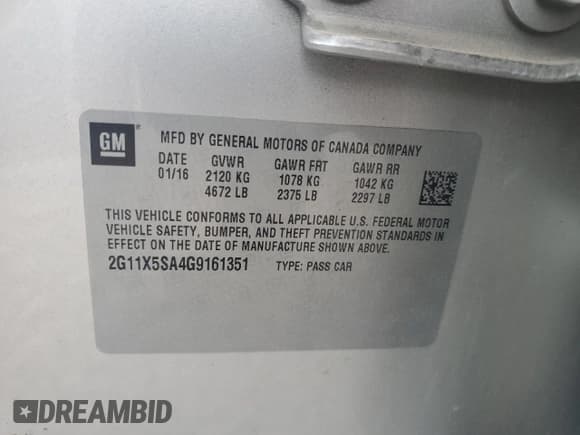 GM
MFD BY GENERAL MOTORS OF CANADA COMPANY
DATE GVWR GAWR FRT GAWR RR
01/16 2120 KG 1078 KG 1042 KG
4672 LB 2375 LB 2297 LB
THIS VEHICLE CONFORMS TO ALL APPLICABLE U.S. FEDERAL MOTOR
VEHICLE SAFETY, BUMPER, AND THEFT PREVENTION STANDARDS IN
EFFECT ON THE DATE OF MANUFACTURE SHOWN ABOVE.
2G11X5SA4G9161351 TYPE: PASS CAR
DREAMBID